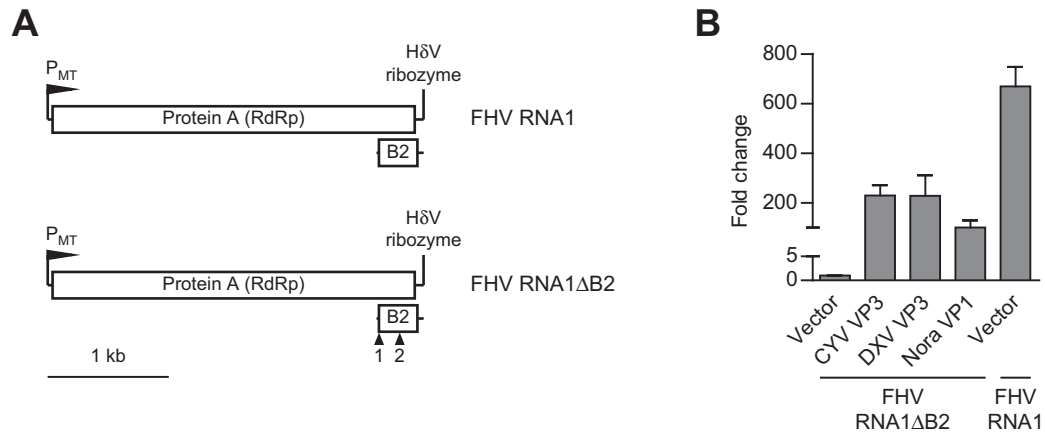 A
P_MT
HδV
ribozyme
Protein A (RdRp)
FHV RNA1
B2
P_MT
HδV
ribozyme
Protein A (RdRp)
FHV RNA1ΔB2
B2
1 2
1 kb
B
Fold change
800
600
400
200
5
0
Vector
CYV VP3
DXV VP3
Nora VP1
Vector
FHV
RNA1ΔB2
FHV
RNA1